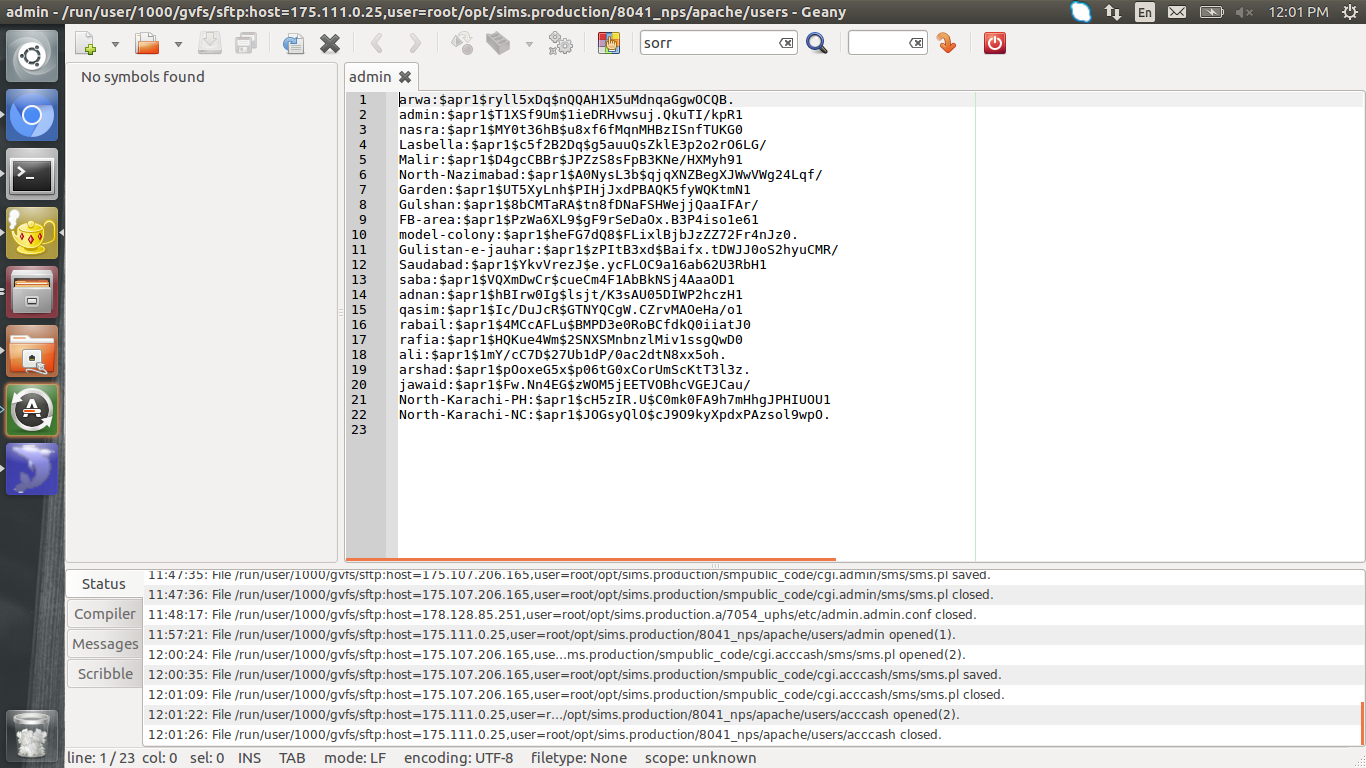 admin - /run/user/1000/gvfs/sftp:host=175.111.0.25,user=root/opt/sims.production/8041_nps/apache/users - Geany
En
12:01 PM
sorr
No symbols found
admin
1 arwa:$apr1$ryll5xDq$nQQAH1X5uMdnqaGgwOCQB.
2 admin:$apr1$T1XSf9Um$1ieDRHvwsuj.QkuTI/kpR1
3 nasra:$apr1$MY0t36hB$u8xf6fMqnMHBzISnfTUKG0
4 Lasbella:$apr1$c5f2B2Dq$g5auuQsZklE3p2o2rO6LG/
5 Malir:$apr1$D4gcCBBr$JPZzS8sFpB3KNe/HXMyh91
6 North-Nazimabad:$apr1$A0NysL3b$qjqXNZBegXJWwVWg24Lqf/
7 Garden:$apr1$UT5XyLnh$PIHjJxdPBAQK5fyWQKtmN1
8 Gulshan:$apr1$8bCMTaRA$tn8fDNaFSHWejjQaaIFAr/
9 FB-area:$apr1$PzWa6XL9$gF9rSeDaOx.B3P4iso1e61
10 model-colony:$apr1$heFG7dQ8$FLixlBjbJzZZ72Fr4nJz0.
11 Gulistan-e-jauhar:$apr1$zPItB3xd$Baifx.tDWJJ0oS2hyuCMR/
12 Saudabad:$apr1$YkvVrezJ$e.ycFLOC9a16ab62U3RbH1
13 saba:$apr1$VQXmDwCr$cueCm4F1AbBkNSj4AaaOD1
14 adnan:$apr1$hBIrw0Ig$lsjt/K3sAU05DIWP2hczH1
15 qasim:$apr1$Ic/DuJcR$GTNYQCgW.CZrvMAOeHa/o1
16 rabail:$apr1$4MCcAFLu$BMPD3e0RoBCfdkQ0iiatJ0
17 rafia:$apr1$HQKue4Wm$2SNXSMnbnzlMiv1ssgQwD0
18 ali:$apr1$1mY/cC7D$27Ub1dP/0ac2dtN8xx5oh.
19 arshad:$apr1$pOoxeG5x$p06tG0xCorUmScKtT3l3z.
20 jawaid:$apr1$Fw.Nn4EG$zWOM5jEETVOBhcVGEJCau/
21 North-Karachi-PH:$apr1$cH5zIR.U$C0mk0FA9h7mHhgJPHIUOU1
22 North-Karachi-NC:$apr1$JOGsyQlO$cJ9O9kyXpdxPAzsol9wpO.
23
Status
Compiler
Messages
Scribble
11:47:35: File /run/user/1000/gvfs/sftp:host=175.107.206.165,user=root/opt/sims.production/smpublic_code/cgi.admin/sms/sms.pl saved.
11:47:36: File /run/user/1000/gvfs/sftp:host=175.107.206.165,user=root/opt/sims.production/smpublic_code/cgi.admin/sms/sms.pl closed.
11:48:17: File /run/user/1000/gvfs/sftp:host=178.128.85.251,user=root/opt/sims.production.a/7054_uphs/etc/admin.admin.conf closed.
11:57:21: File /run/user/1000/gvfs/sftp:host=175.111.0.25,user=root/opt/sims.production/8041_nps/apache/users/admin opened(1).
12:00:24: File /run/user/1000/gvfs/sftp:host=175.107.206.165,use...ms.production/smpublic_code/cgi.acccash/sms/sms.pl opened(2).
12:00:35: File /run/user/1000/gvfs/sftp:host=175.107.206.165,user=root/opt/sims.production/smpublic_code/cgi.acccash/sms/sms.pl saved.
12:01:09: File /run/user/1000/gvfs/sftp:host=175.107.206.165,user=root/opt/sims.production/smpublic_code/cgi.acccash/sms/sms.pl closed.
12:01:22: File /run/user/1000/gvfs/sftp:host=175.111.0.25,user=r.../opt/sims.production/8041_nps/apache/users/acccash opened(2).
12:01:26: File /run/user/1000/gvfs/sftp:host=175.111.0.25,user=root/opt/sims.production/8041_nps/apache/users/acccash closed.
line: 1 / 23 col: 0 sel: 0 INS TAB mode: LF encoding: UTF-8 filetype: None scope: unknown